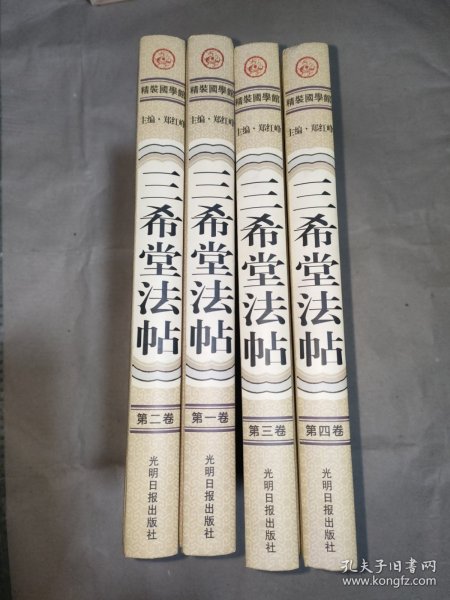 精裝國學館
主编·郑红峰
三希堂法帖
第二卷
光明日报出版社
精裝國學館
主编·郑红峰
三希堂法帖
第一卷
光明日报出版社
精裝國學館
主编·郑红峰
三希堂法帖
第三卷
光明日报出版社
精裝國學館
主编·郑红峰
三希堂法帖
第四卷
光明日报出版社
孔夫子旧书网
www.kongfz.com